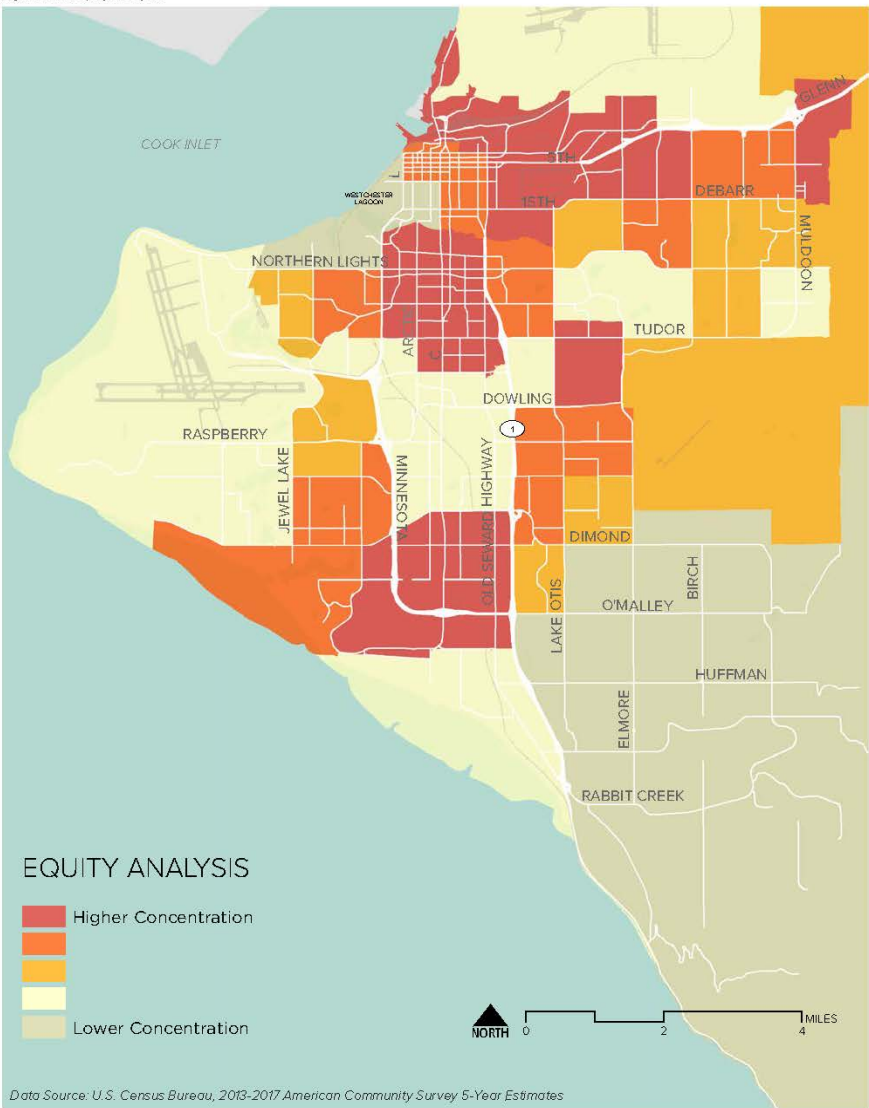 GLENN
COOK INLET
5TH
L
WESTCHESTER
LAGOON
DEBARR
15TH
MULDOON
NORTHERN LIGHTS
TUDOR
C
DOWLING
RASPBERRY
1
JEWEL LAKE
MINNESOTA
OLD SEWARD HIGHWAY
DIMOND
BIRCH
LAKE OTIS
O'MALLEY
HUFFMAN
ELMORE
RABBIT CREEK
EQUITY ANALYSIS
Higher Concentration
Lower Concentration
NORTH
0
2
4
MILES
Data Source: U.S. Census Bureau, 2013-2017 American Community Survey 5-Year Estimates